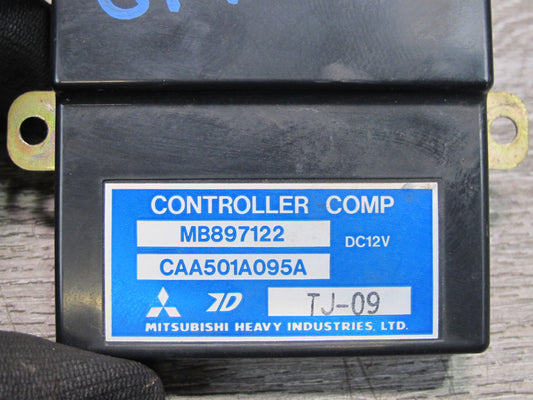 CONTROLLER COMP
MB897122 DC12V
CAA501A095A
TJ-09
MITSUBISHI HEAVY INDUSTRIES, LTD.